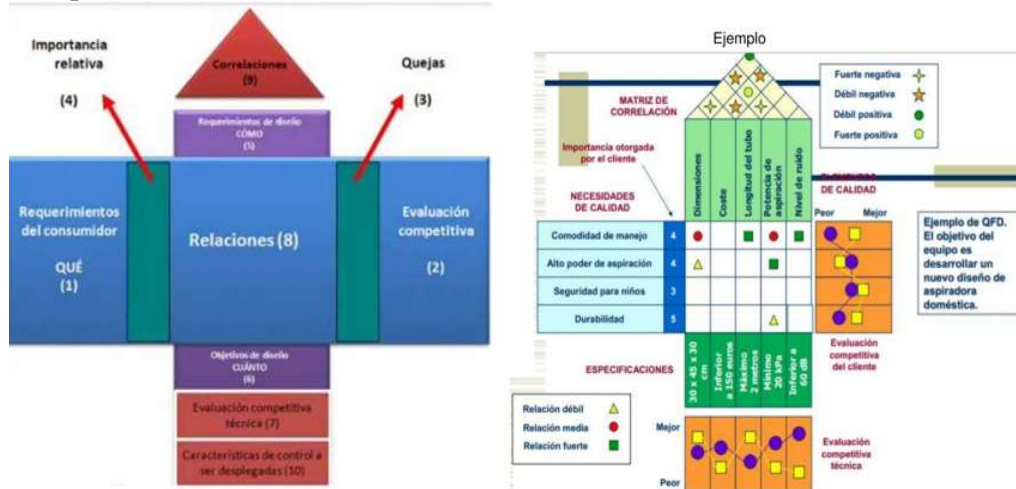 Importancia
relativa
(4)
Correlaciones
(9)
Quejas
(3)
Requerimientos de diseño
CÓMO
(5)
Requerimientos
del consumidor
QUÉ
(1)
Relaciones (8)
Evaluación
competitiva
(2)
Objetivos de diseño
CUÁNTO
(6)
Evaluación competitiva
técnica (7)
Características de control a
ser desplegadas (10)
Ejemplo
MATRIZ DE
CORRELACIÓN
Fuerte negativa
Débil negativa
Débil positiva
Fuerte positiva
Importancia otorgada
por el cliente
Dimensiones
Coste
Longitud del tubo
Potencia de
aspiración
Nivel de ruido
DE CALIDAD
NECESIDADES
DE CALIDAD
Peor
Mejor
Comodidad de manejo
4
Alto poder de aspiración
4
Seguridad para niños
3
Durabilidad
5
Ejemplo de QFD.
El objetivo del
equipo es
desarrollar un
nuevo diseño de
aspiradora
doméstica.
ESPECIFICACIONES
30 x 45 x 30
cm
Inferior
a 150 euros
Máximo
2 metros
Mínimo
20 kPa
Inferior a
60 dB
Evaluación
competitiva
del cliente
Relación débil
Relación media
Relación fuerte
Mejor
Peor
Evaluación
competitiva
técnica